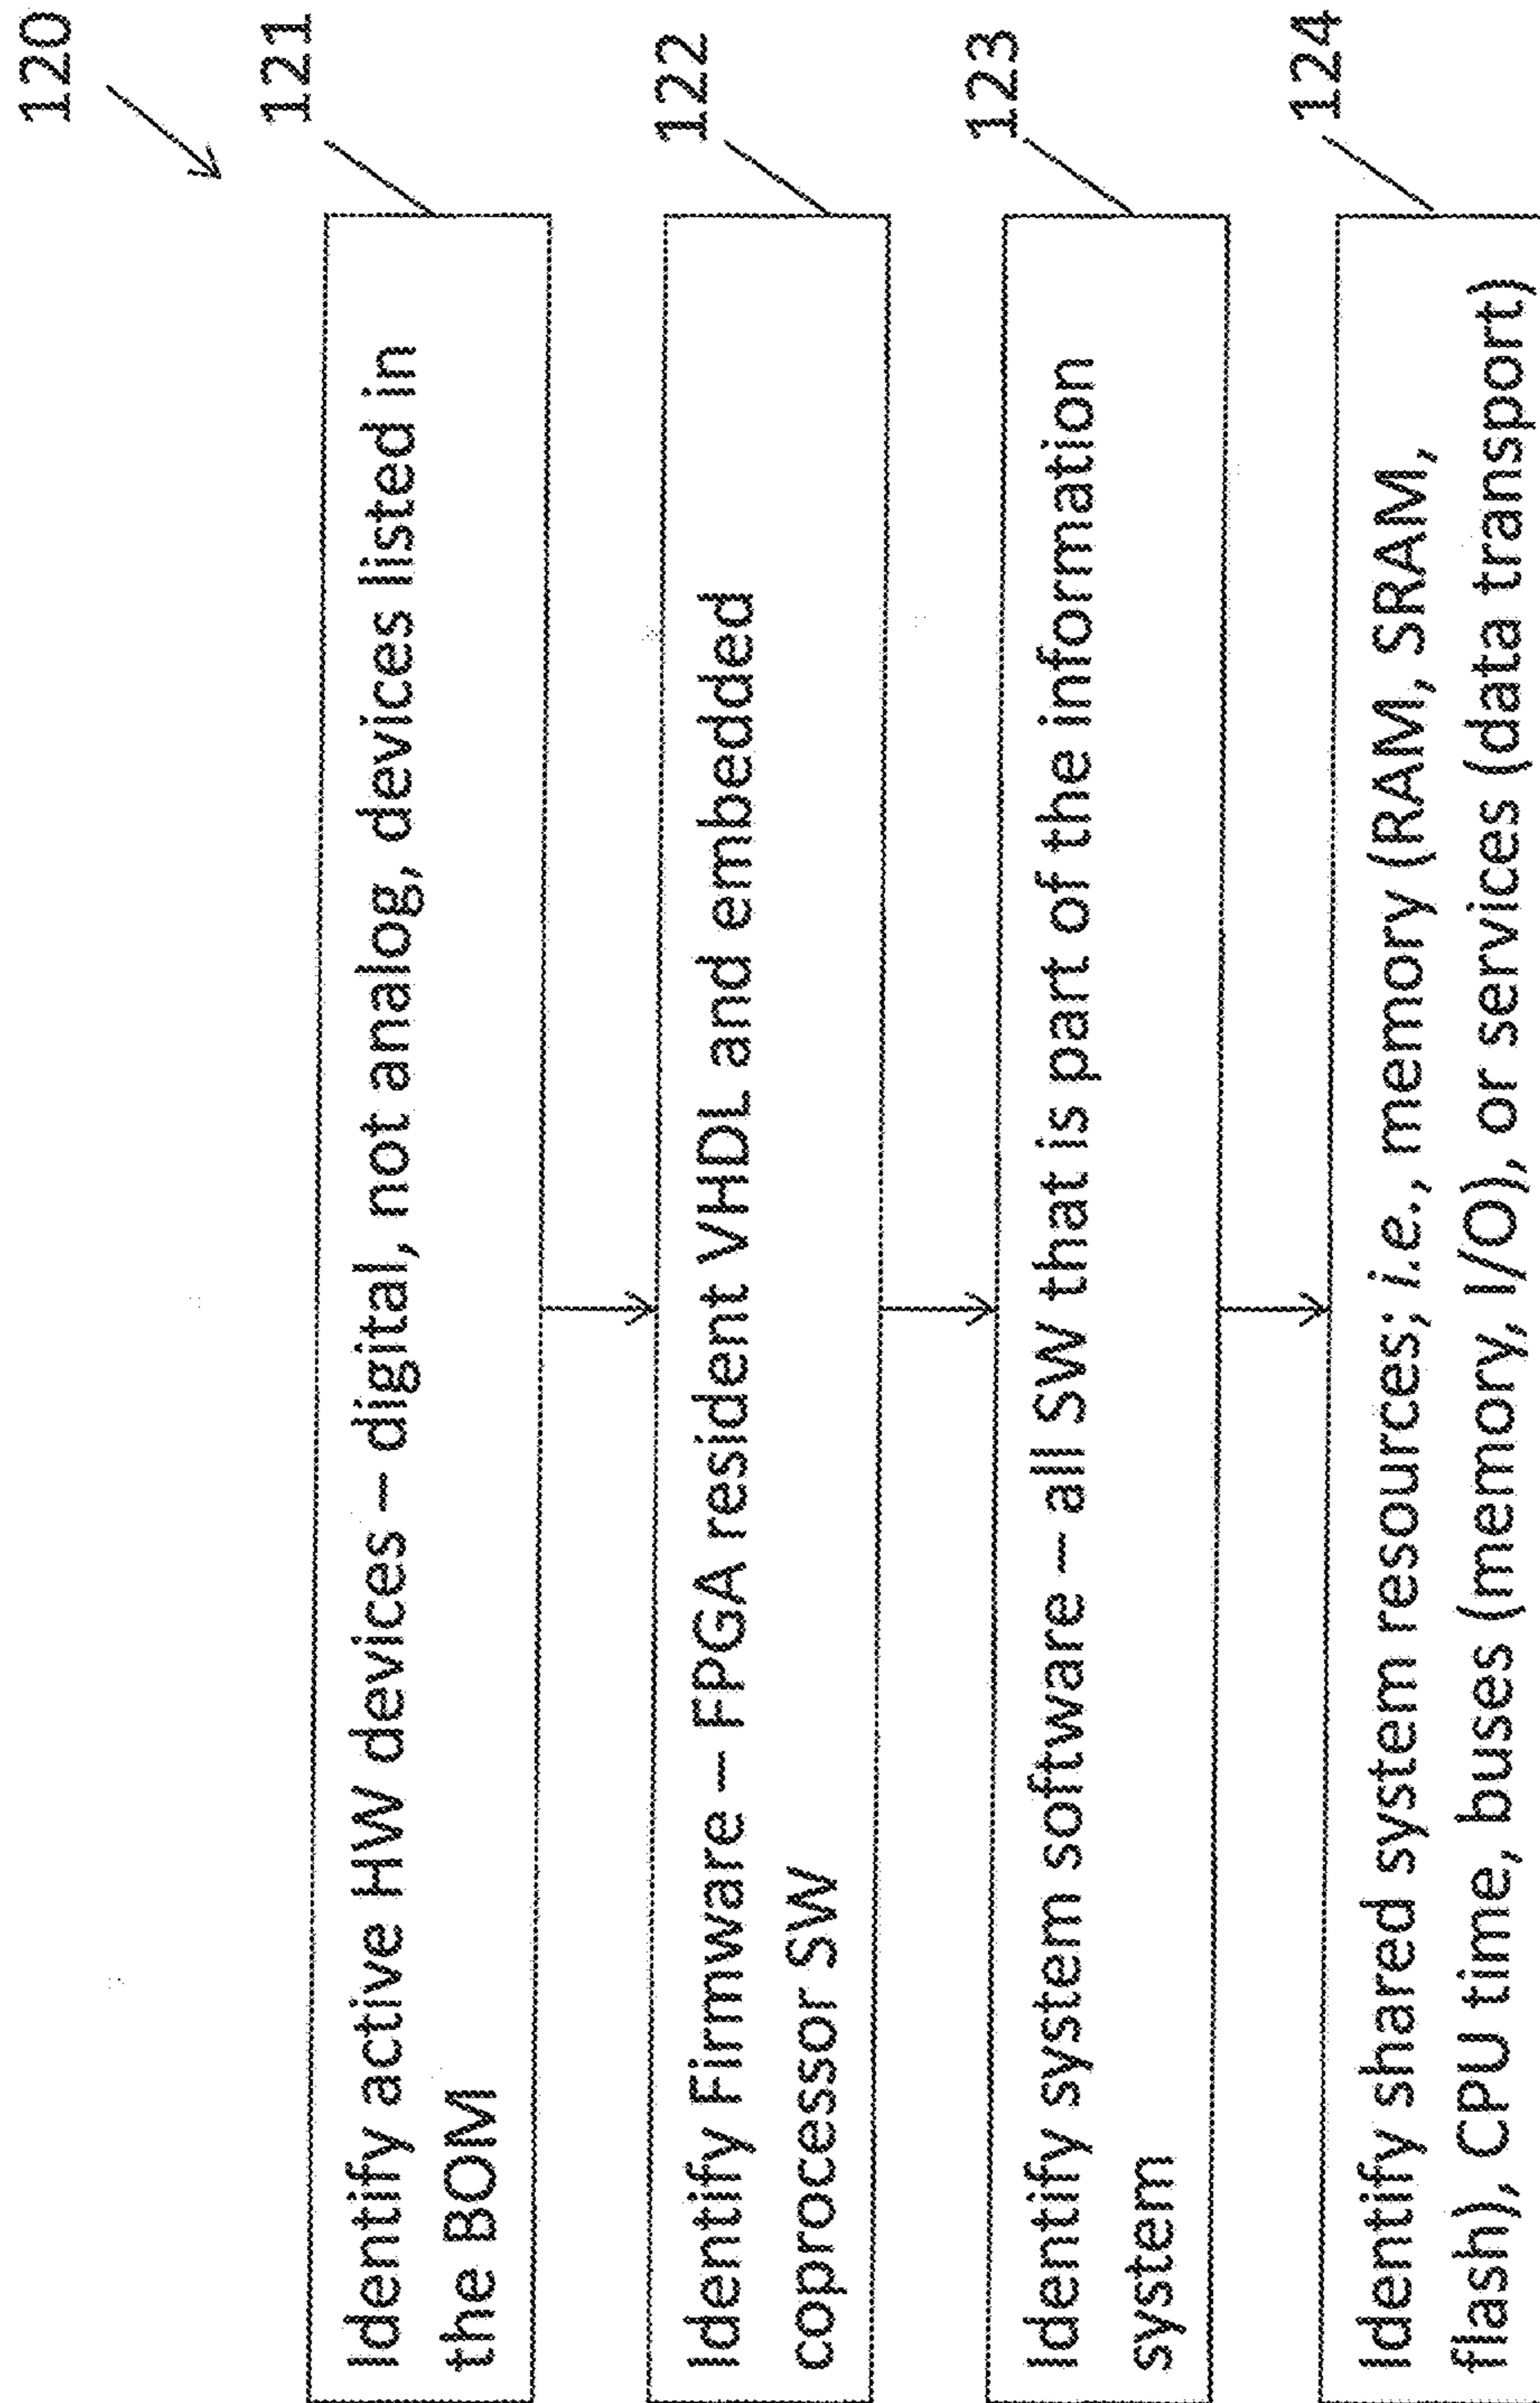 120
121
Identify active HW devices – digital, not analog, devices listed in
the BOM
122
Identify Firmware – FPGA resident VHDL and embedded
coprocessor SW
123
Identify system software – all SW that is part of the information
system
124
Identify shared system resources; i.e., memory (RAM, SRAM,
flash), CPU time, buses (memory, I/O), or services (data transport)